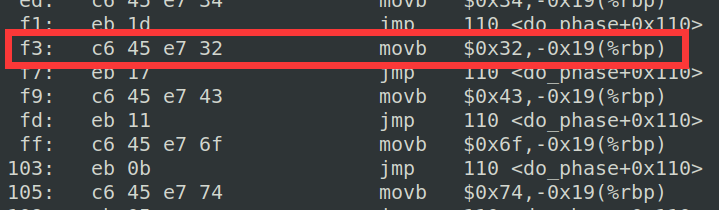 ed: c6 45 e7 34 movb $0x34,-0x19(%rbp)
f1: eb 1d jmp 110 <do_phase+0x110>
f3: c6 45 e7 32 movb $0x32,-0x19(%rbp)
f7: eb 17 jmp 110 <do_phase+0x110>
f9: c6 45 e7 43 movb $0x43,-0x19(%rbp)
fd: eb 11 jmp 110 <do_phase+0x110>
ff: c6 45 e7 6f movb $0x6f,-0x19(%rbp)
103: eb 0b jmp 110 <do_phase+0x110>
105: c6 45 e7 74 movb $0x74,-0x19(%rbp)